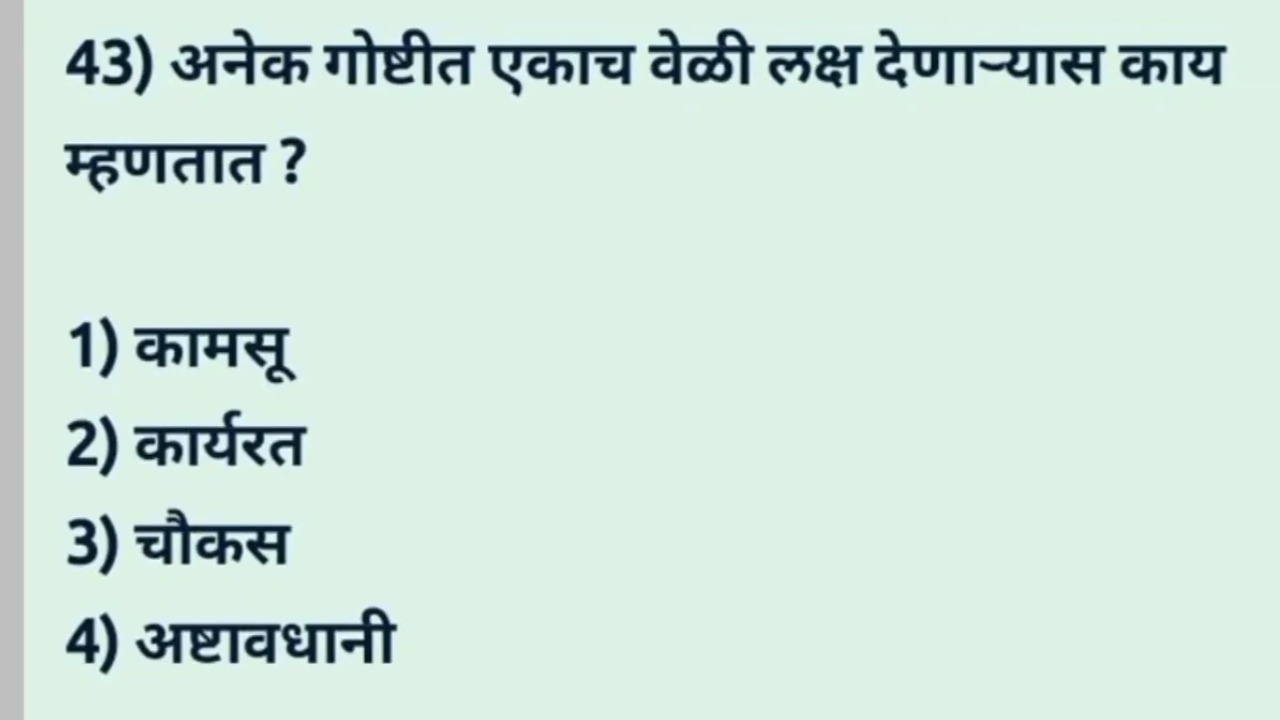 43) अनेक गोष्टीत एकाच वेळी लक्ष देणाऱ्यास काय
म्हणतात ?
1) कामसू
2) कार्यरत
3) चौकस
4) अष्टावधानी